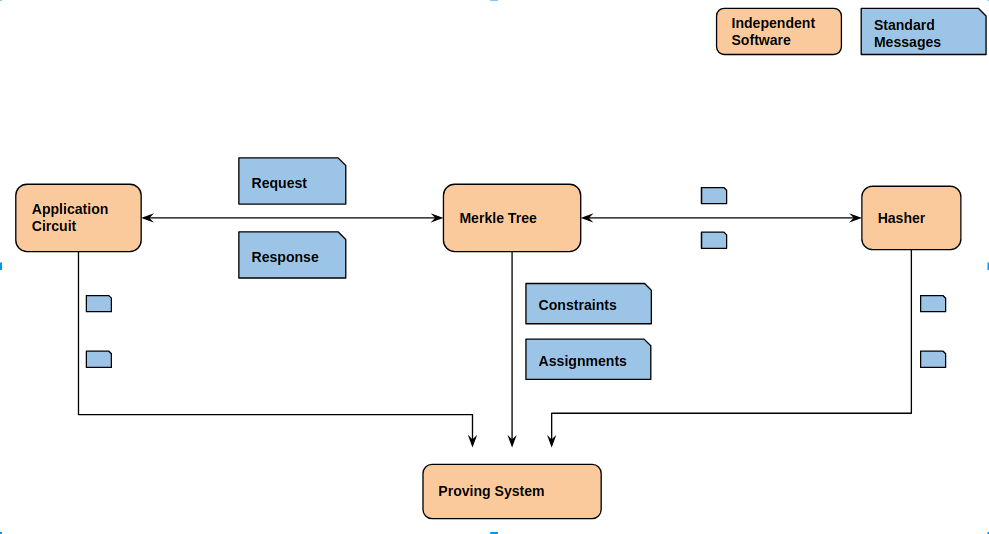 Independent
Software
Standard
Messages
Request
Application
Circuit
Merkle Tree
Hasher
Response
Constraints
Assignments
Proving System